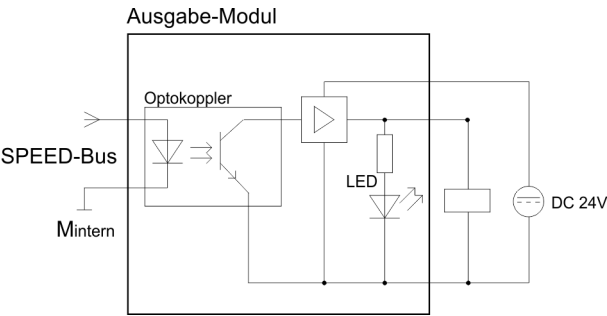 Ausgabe-Modul
Optokoppler
SPEED-Bus
LED
DC 24V
Mintern